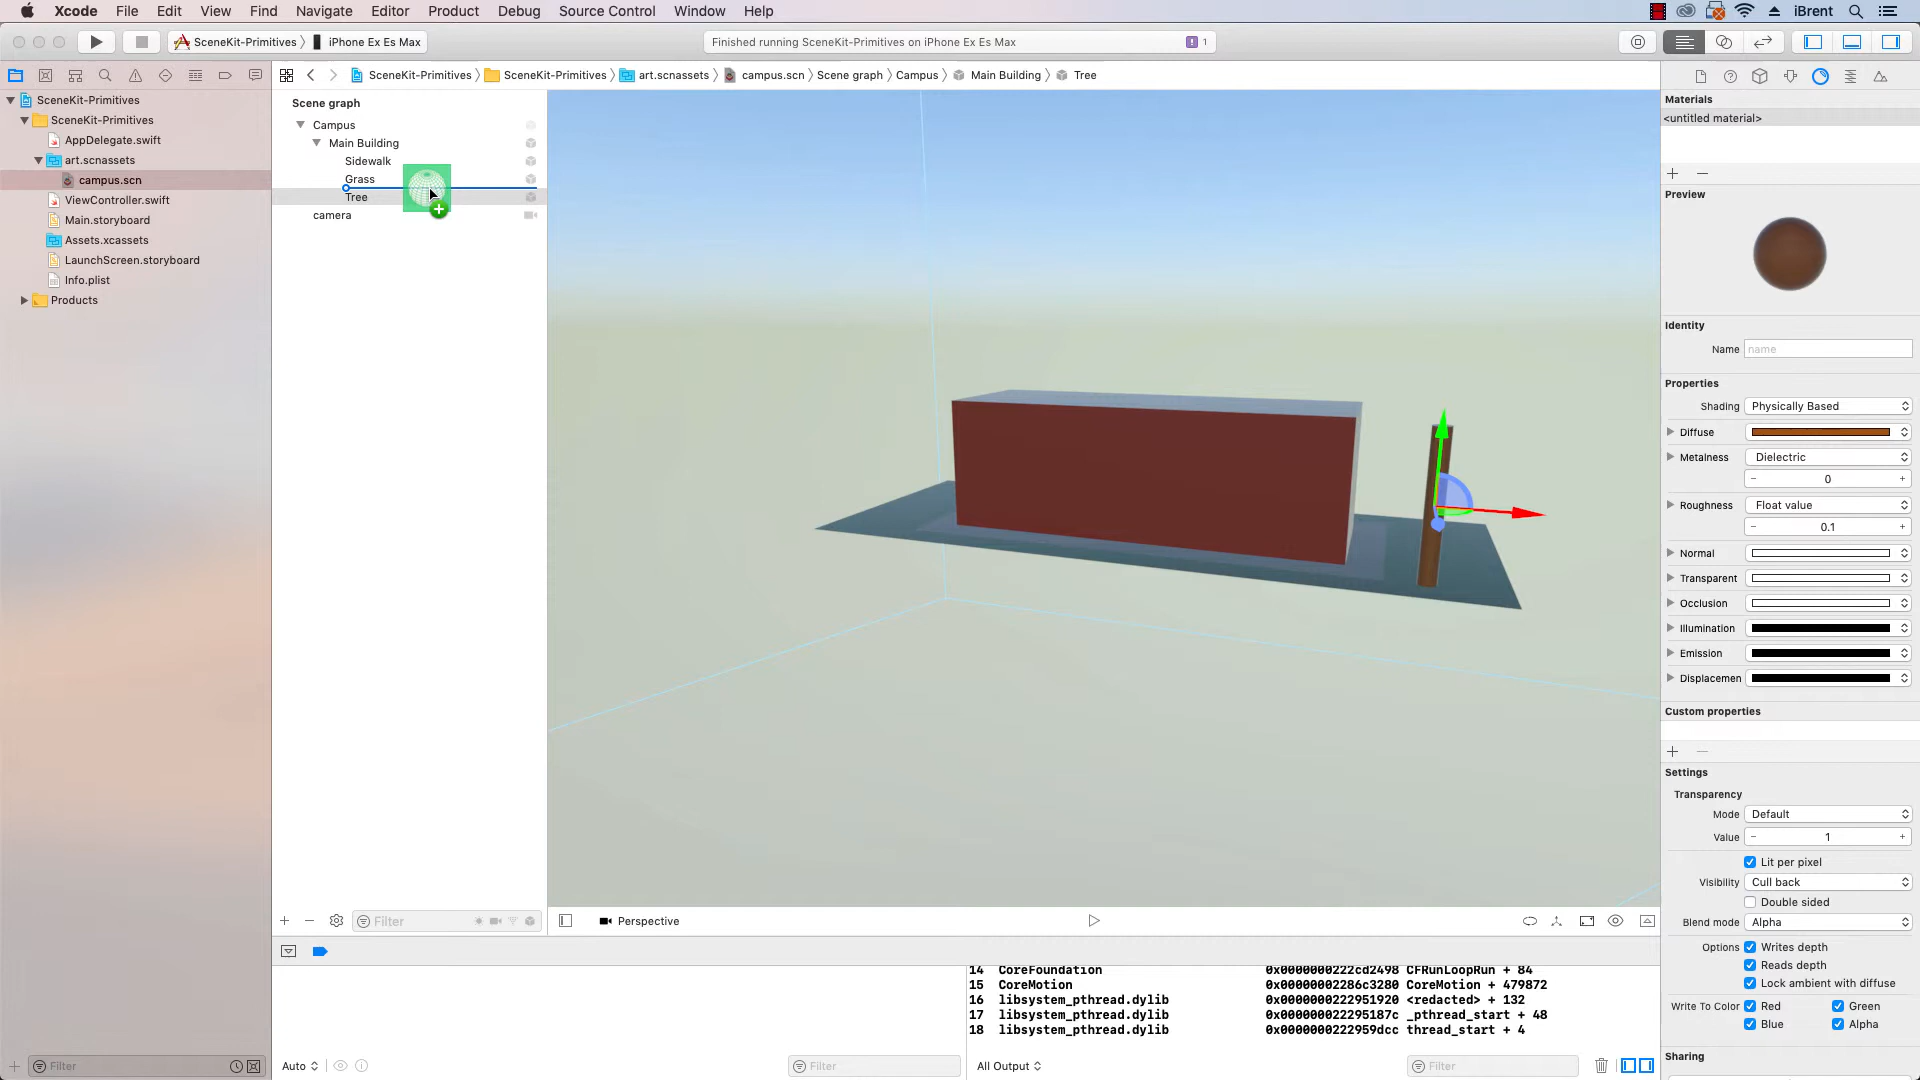 Xcode File Edit View Find Navigate Editor Product Debug Source Control Window Help iBrent
SceneKit-Primitives iPhone Ex Es Max Finished running SceneKit-Primitives on iPhone Ex Es Max 1
SceneKit-Primitives SceneKit-Primitives art.scnassets campus.scn Scene graph Campus Main Building Tree
SceneKit-Primitives
SceneKit-Primitives
AppDelegate.swift
art.scnassets
campus.scn
ViewController.swift
Main.storyboard
Assets.xcassets
LaunchScreen.storyboard
Info.plist
Products
Filter
Scene graph
Campus
Main Building
Sidewalk
Grass
Tree
camera
Filter
Perspective
14 CoreFoundation 0x0000000222cd2498 CFRunLoopRun + 84
15 CoreMotion 0x00000002286c3280 CoreMotion + 479872
16 libsystem_pthread.dylib 0x0000000222951920 <redacted> + 132
17 libsystem_pthread.dylib 0x000000022295187c _pthread_start + 48
18 libsystem_pthread.dylib 0x0000000222959dcc thread_start + 4
Auto Filter All Output Filter
Materials
<untitled material>
Preview
Identity
Name name
Properties
Shading Physically Based
Diffuse
Metalness Dielectric
0
Roughness Float value
0.1
Normal
Transparent
Occlusion
Illumination
Emission
Displacemen
Custom properties
Settings
Transparency
Mode Default
Value 1
Lit per pixel
Visibility Cull back
Double sided
Blend mode Alpha
Options Writes depth
Reads depth
Lock ambient with diffuse
Write To Color Red Green
Blue Alpha
Sharing